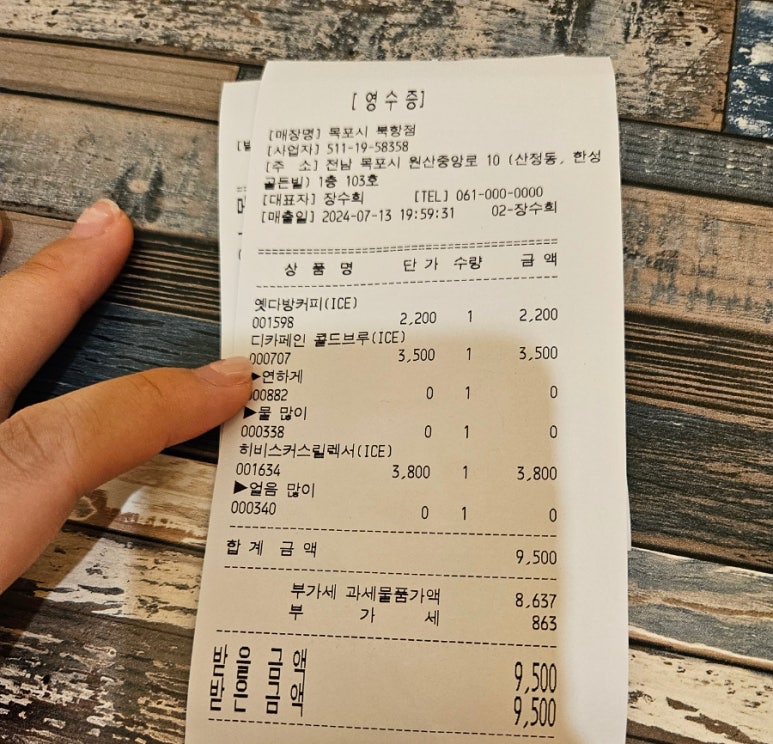 [영 수 증]
[매장명] 목포시 북항점
[사업자] 511-19-58358
[주 소] 전남 목포시 원산중앙로 10 (산정동, 한성
골든빌) 1층 103호
[대표자] 장수희 [TEL] 061-000-0000
[매출일] 2024-07-13 19:59:31 02-장수희
상 품 명 단 가 수량 금 액
옛다방커피(ICE)
001598 2,200 1 2,200
디카페인 콜드브루(ICE)
000707 3,500 1 3,500
▶연하게
000882 0 1 0
▶물 많이
000338 0 1 0
히비스커스릴렉서(ICE)
001634 3,800 1 3,800
▶얼음 많이
000340 0 1 0
합 계 금 액 9,500
부가세 과세물품가액 8,637
부 가 세 863
받 을 금 액 9,500
받 은 금 액 9,500